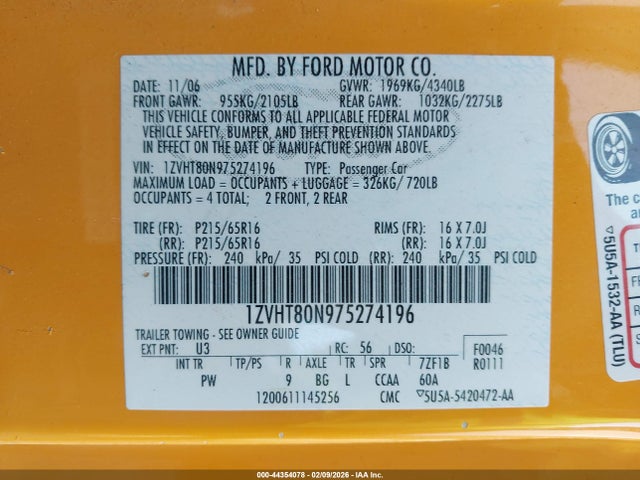 MFD. BY FORD MOTOR CO.
DATE: 11/06 GVWR: 1969KG/4340LB
FRONT GAWR: 955KG/2105LB REAR GAWR: 1032KG/2275LB
THIS VEHICLE CONFORMS TO ALL APPLICABLE FEDERAL MOTOR
VEHICLE SAFETY, BUMPER, AND THEFT PREVENTION STANDARDS
IN EFFECT ON THE DATE OF MANUFACTURE SHOWN ABOVE.
VIN: 1ZVHT80N975274196 TYPE: Passenger Car
MAXIMUM LOAD = OCCUPANTS + LUGGAGE = 326KG/720LB
OCCUPANTS = 4 TOTAL; 2 FRONT, 2 REAR
TIRE (FR): P215/65R16 RIMS (FR): 16 X 7.0J
(RR): P215/65R16 (RR): 16 X 7.0J
PRESSURE (FR): 240 kPa/ 35 PSI COLD (RR): 240 kPa/ 35 PSI COLD
1ZVHT80N975274196
TRAILER TOWING - SEE OWNER GUIDE
EXT PNT: U3 RC: 56 DSO: F0046
INT TR TP/PS R AXLE TR SPR 7ZF1B R0111
PW 9 BG L CCAA 60A
1200611145256 CMC ▽5U5A-5420472-AA
The c
an
▽5U5A-1532-AA (TLU)
T
FR
R
S
000-44354078 - 02/09/2026 - IAA Inc.